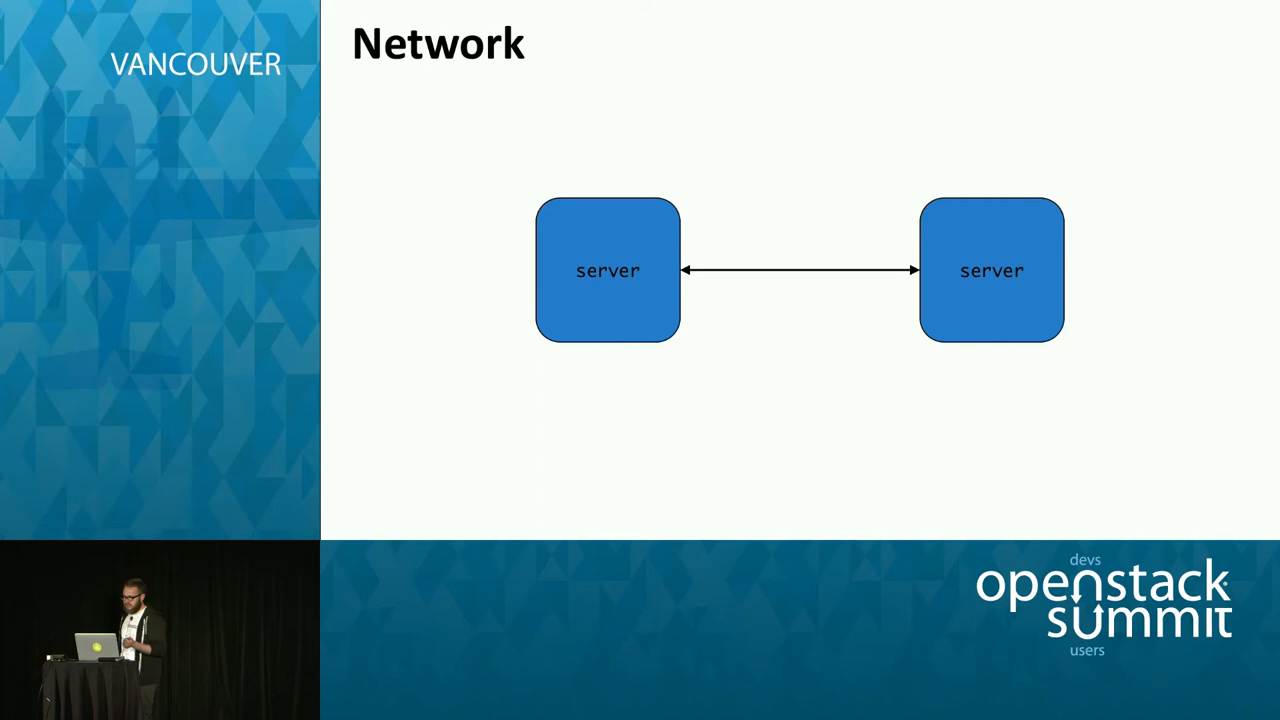 VANCOUVER
Network
server
server
devs
openstack
summit
users